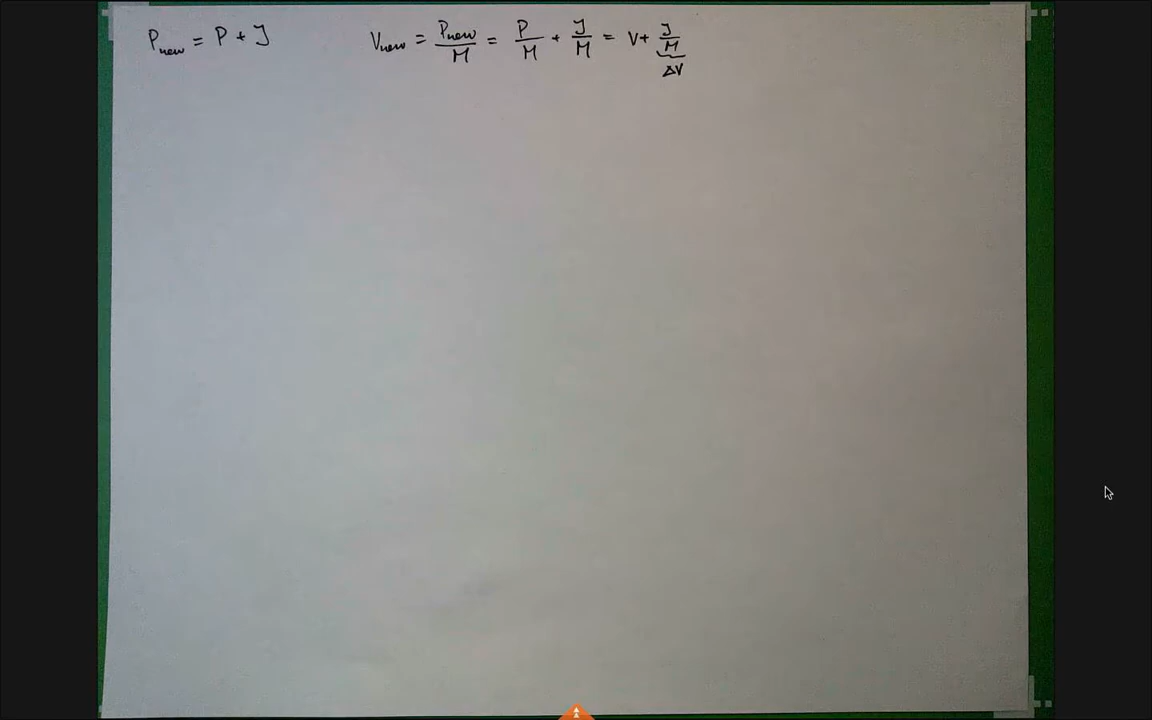 P_new = P + J
V_new = P_new/M = P/M + J/M = V + J/M
ΔV